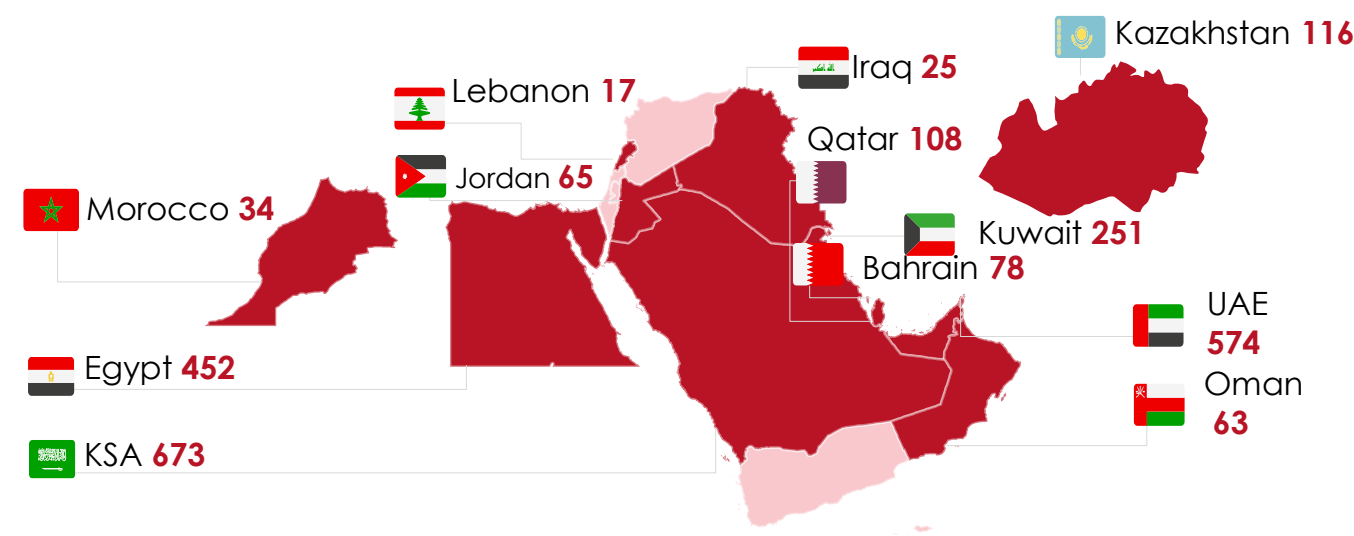 Kazakhstan 116
Iraq 25
Lebanon 17
Qatar 108
Jordan 65
Morocco 34
Kuwait 251
Bahrain 78
UAE
574
Egypt 452
Oman
63
KSA 673